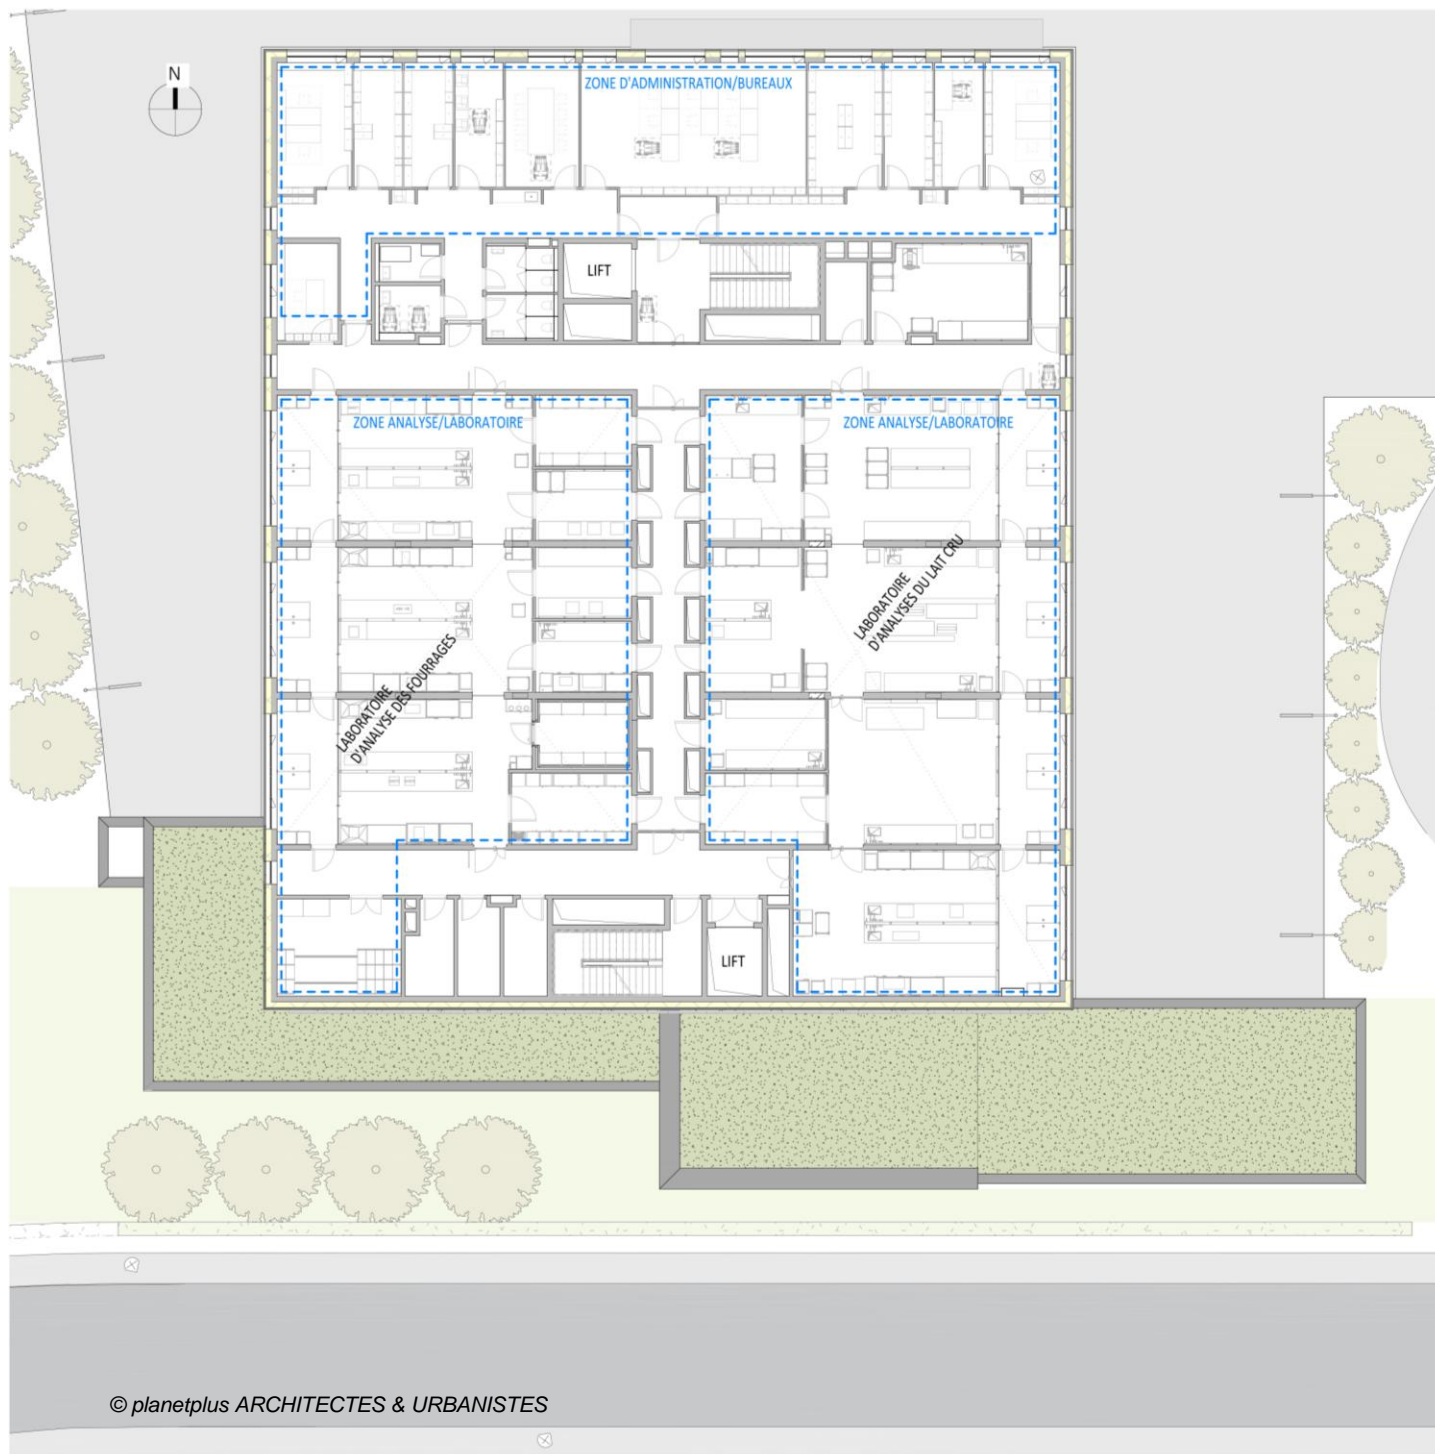 N
ZONE D'ADMINISTRATION/BUREAUX
LIFT
ZONE ANALYSE/LABORATOIRE
ZONE ANALYSE/LABORATOIRE
LABORATOIRE
D'ANALYSES DU LAIT CRU
LABORATOIRE
D'ANALYSE DES FOURRAGES
LIFT
© planetplus ARCHITECTES & URBANISTES